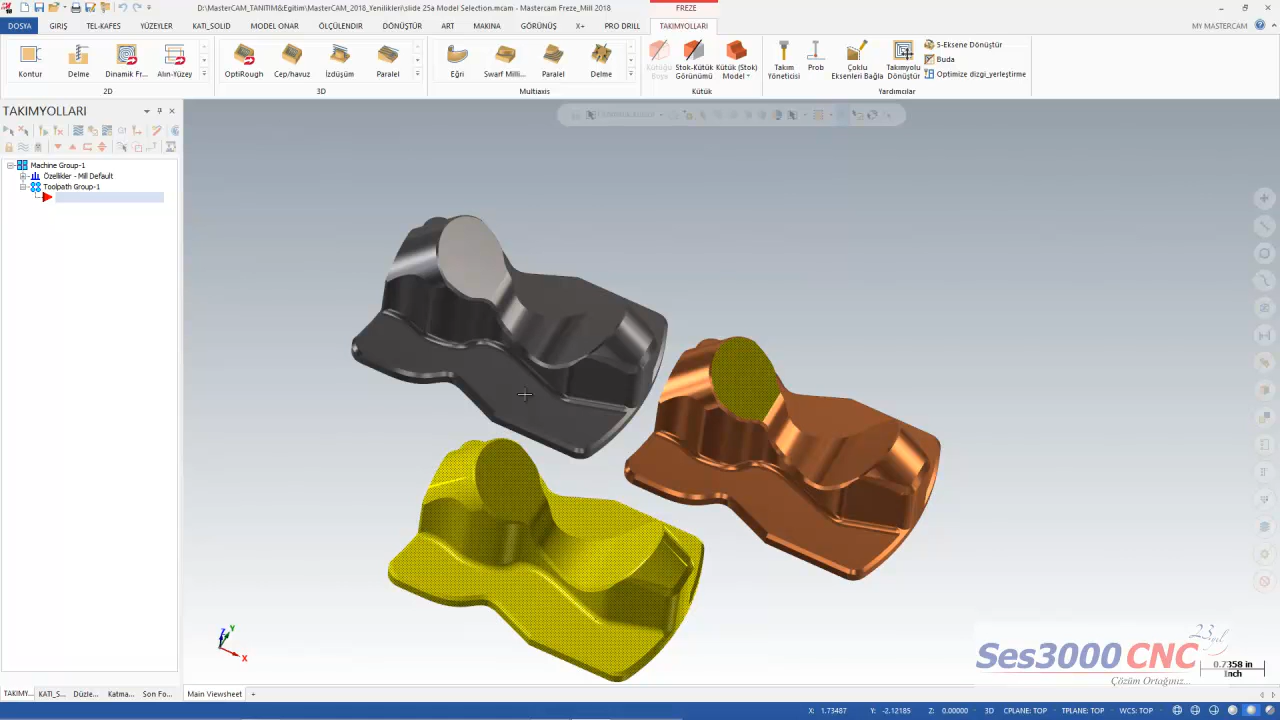 D:\MasterCAM_TANITIM&Egitim\MasterCAM_2018_Yenilikleri\slide 25a Model Selection.mcam - Mastercam Freze_Mill 2018
FREZE
DOSYA GİRİŞ TEL-KAFES YÜZEYLER KATI_SOLID MODEL ONAR ÖLÇÜLENDİR DÖNÜŞTÜR ART MAKINA GÖRÜNÜŞ X+ PRO DRILL TAKIMYOLLARI MY MASTERCAM
Kontur Delme Dinamik Fr... Alın-Yüzey
2D
OptiRough Cep/havuz İzdüşüm Paralel
3D
Eğri Swarf Milli... Paralel Delme
Multiaxis
Kütüğü Boya Stok-Kütük Görünümü Kütük (Stok) Model
Kütük
Takım Yöneticisi Prob Çoklu Eksenleri Bağla Takımyolu Dönüştür
5-Eksene Dönüştür
Buda
Optimize dizgi_yerleştirme
Yardımcılar
TAKIMYOLLARI
Machine Group-1
Özellikler - Mill Default
Toolpath Group-1
Z Y X
23.yıl
Ses3000 CNC
Çözüm Ortağınız...
0.7358 in
Inch
TAKIMY... KATI_S... Düzle... Katma... Son Fo...
Main Viewsheet +
X: 1.73487 Y: -2.12185 Z: 0.00000 3D CPLANE: TOP TPLANE: TOP WCS: TOP